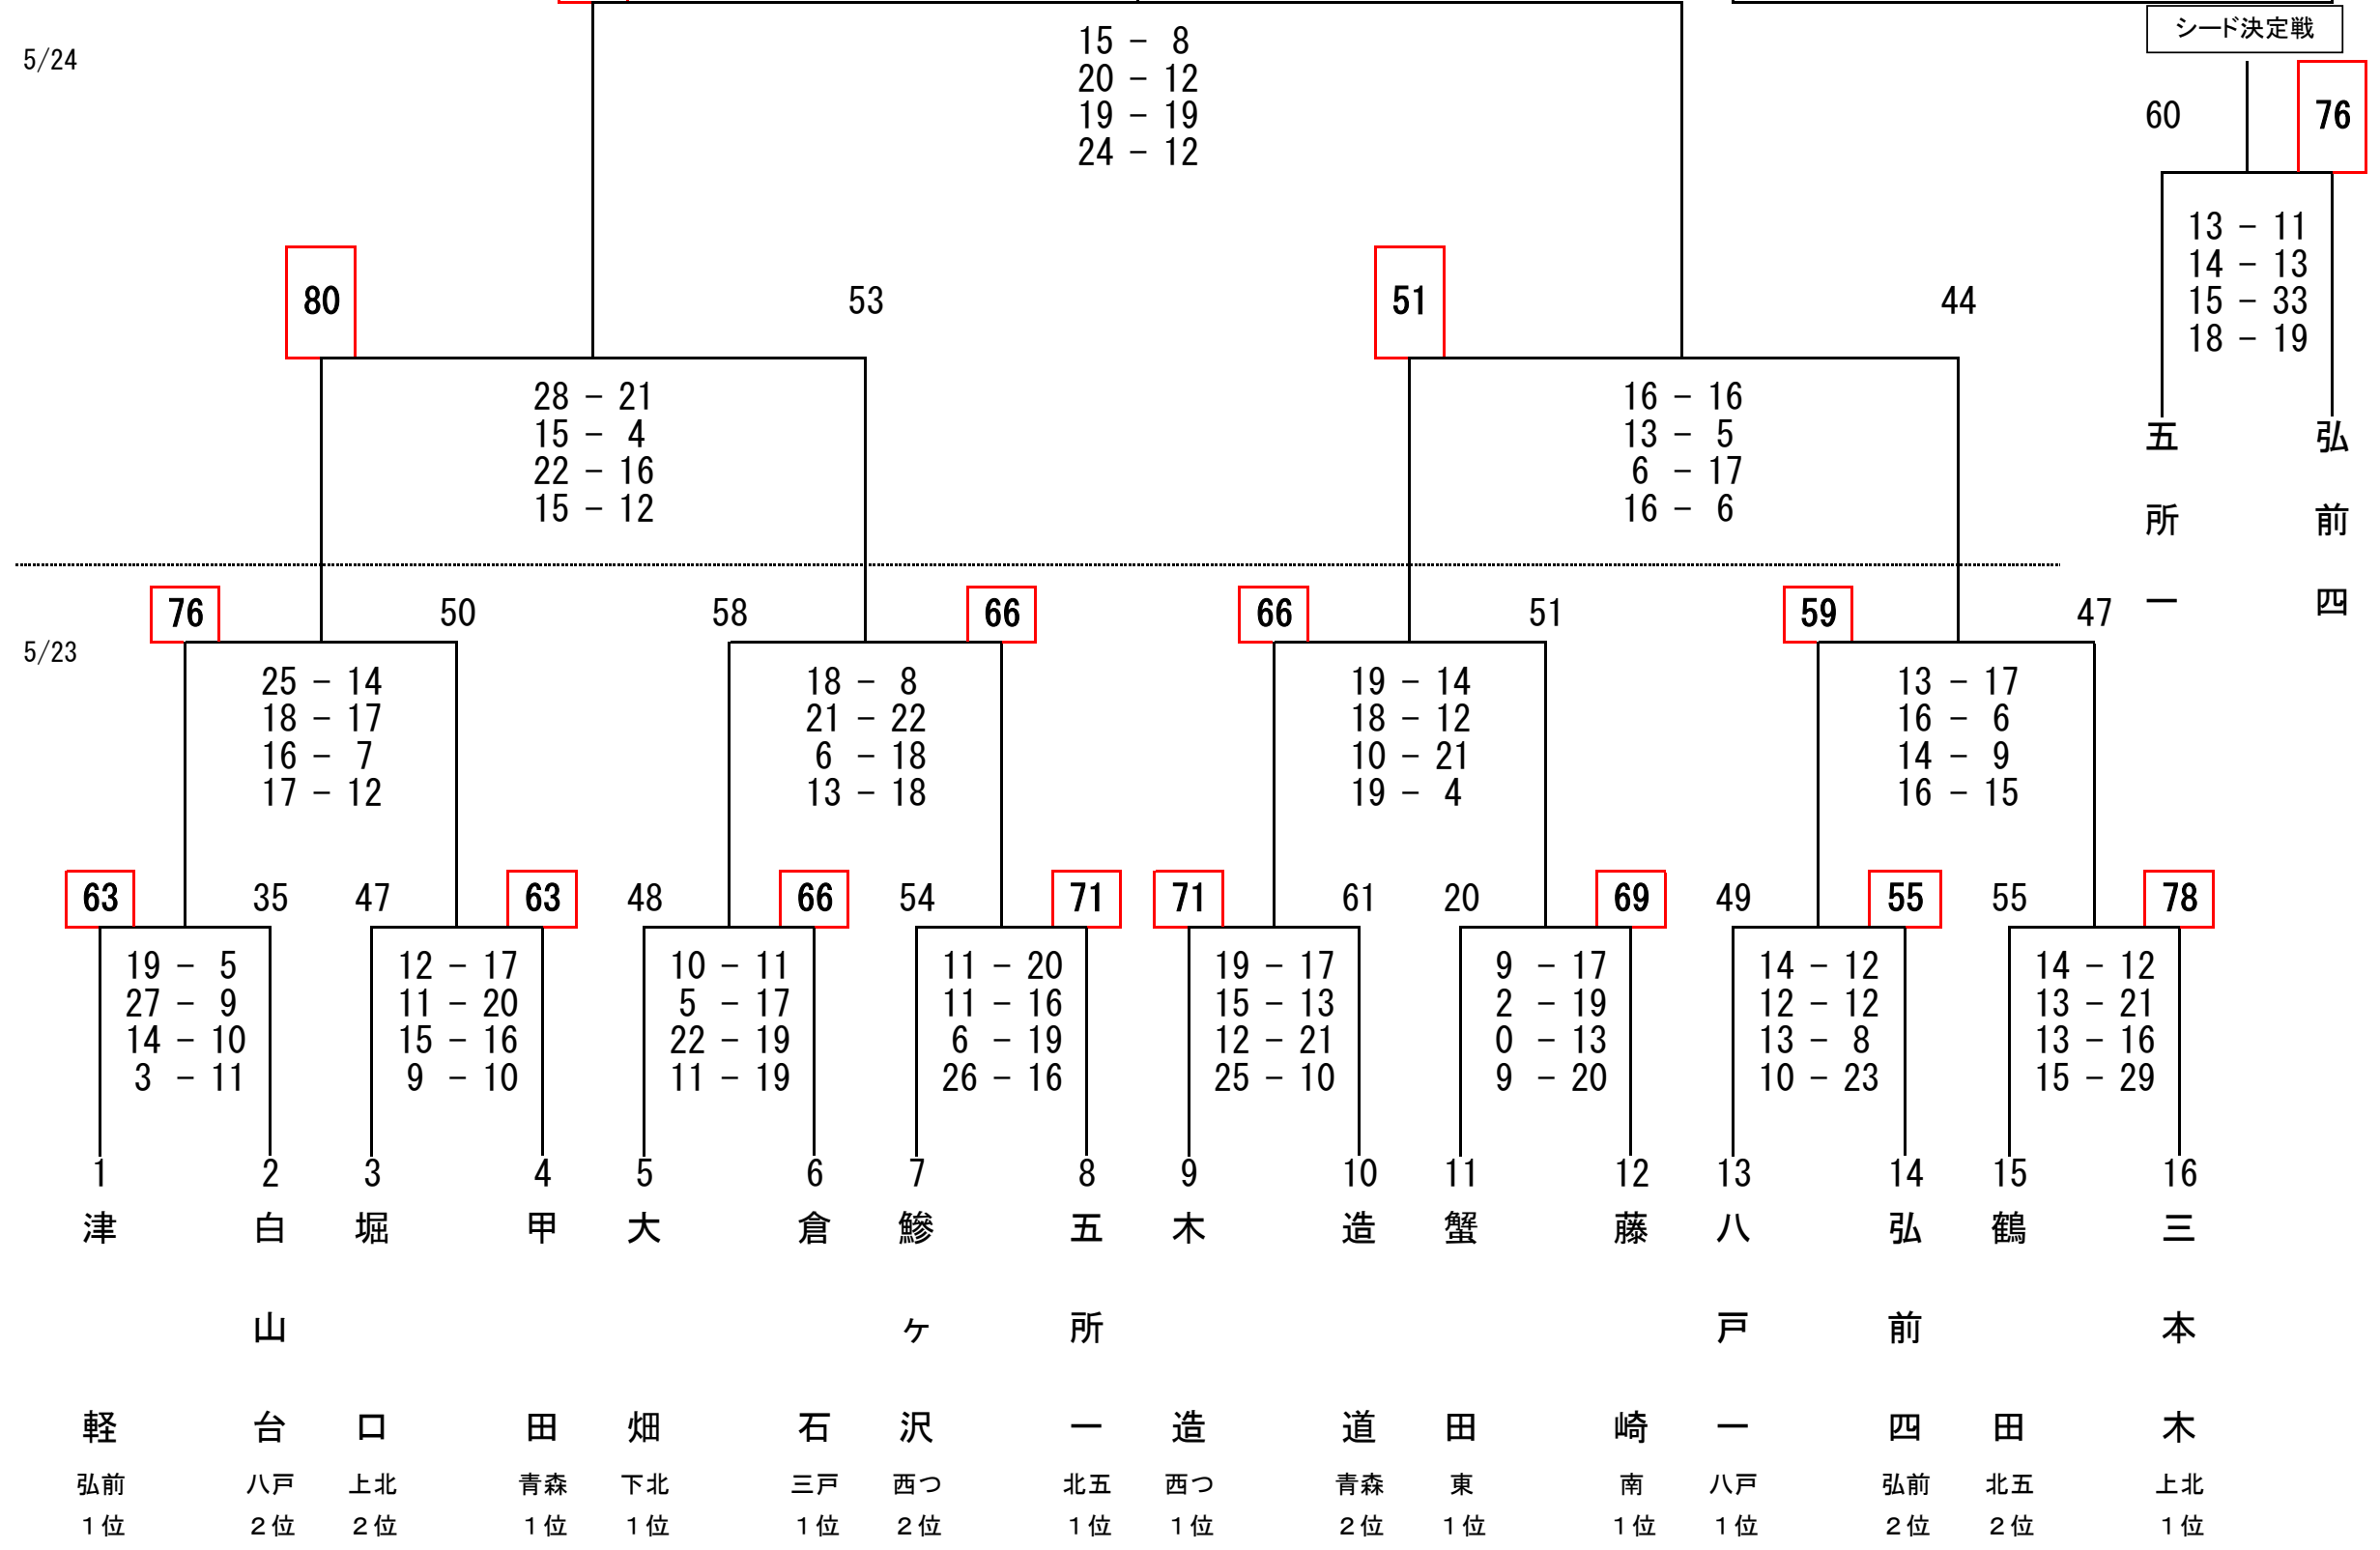 シード決定戦
5/24
15 - 8
20 - 12
19 - 19
24 - 12
60 76
13 - 11
14 - 13
15 - 33
18 - 19
五所一
弘前四
80 53
28 - 21
15 - 4
22 - 16
15 - 12
51 44
16 - 16
13 - 5
6 - 17
16 - 6
5/23
76 50
25 - 14
18 - 17
16 - 7
17 - 12
58 66
18 - 8
21 - 22
6 - 18
13 - 18
66 51
19 - 14
18 - 12
10 - 21
19 - 4
59 47
13 - 17
16 - 6
14 - 9
16 - 15
63 35
19 - 5
27 - 9
14 - 10
3 - 11
47 63
12 - 17
11 - 20
15 - 16
9 - 10
48 66
10 - 11
5 - 17
22 - 19
11 - 19
54 71
11 - 20
11 - 16
6 - 19
26 - 16
71 61
19 - 17
15 - 13
12 - 21
25 - 10
20 69
9 - 17
2 - 19
0 - 13
9 - 20
49 55
14 - 12
12 - 12
13 - 8
10 - 23
55 78
14 - 12
13 - 21
13 - 16
15 - 29
1 2 3 4 5 6 7 8 9 10 11 12 13 14 15 16
津軽
白山台
堀口
甲田
大畑
倉石
鰺ヶ沢
五所一
木造
造道
蟹田
藤崎
八戸一
弘前四
鶴田
三本木
弘前 八戸 上北 青森 下北 三戸 西つ 北五 西つ 青森 東 南 八戸 弘前 北五 上北
１位 ２位 ２位 １位 １位 １位 ２位 １位 １位 ２位 １位 １位 １位 ２位 ２位 １位